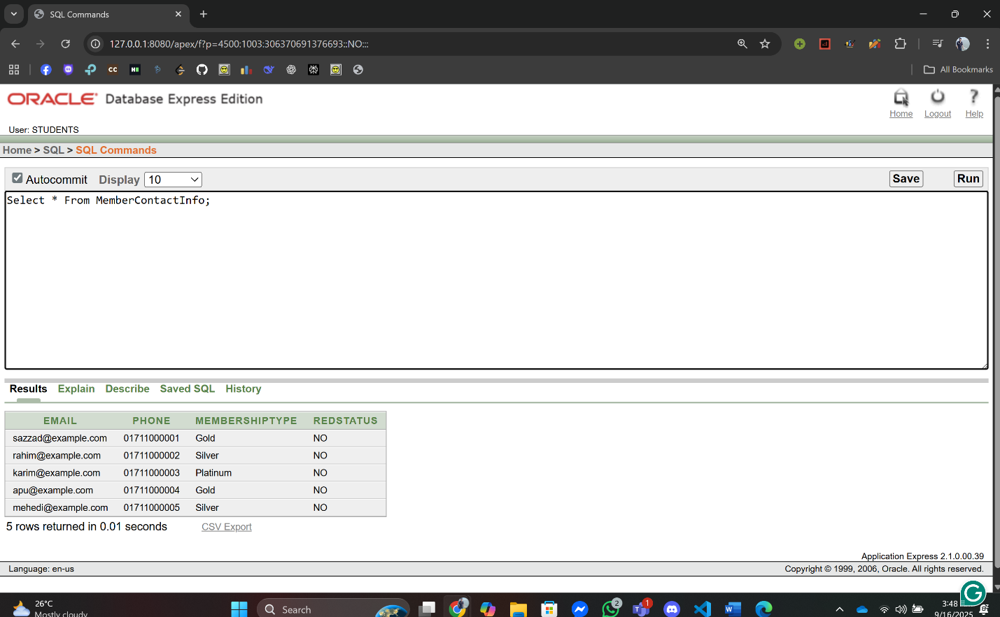 SQL Commands
127.0.0.1:8080/apex/f?p=4500:1003:306370691376693::NO:::
All Bookmarks
ORACLE Database Express Edition
Home Logout Help
User: STUDENTS
Home > SQL > SQL Commands
Autocommit Display 10 Save Run
Select * From MemberContactInfo;
Results Explain Describe Saved SQL History
EMAIL PHONE MEMBERSHIPTYPE REDSTATUS
sazzad@example.com 01711000001 Gold NO
rahim@example.com 01711000002 Silver NO
karim@example.com 01711000003 Platinum NO
apu@example.com 01711000004 Gold NO
mehedi@example.com 01711000005 Silver NO
5 rows returned in 0.01 seconds CSV Export
Application Express 2.1.0.00.39
Language: en-us Copyright © 1999, 2006, Oracle. All rights reserved.
26°C
Mostly cloudy
Search
2
1
3:48
9/16/2025